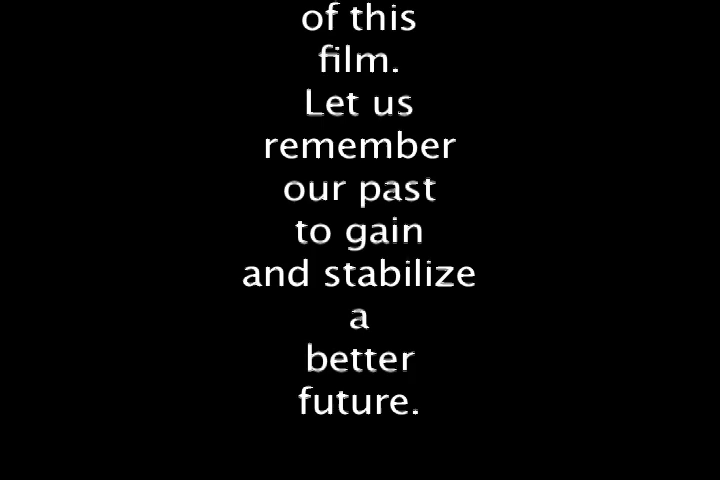 of this
film.
Let us
remember
our past
to gain
and stabilize
a
better
future.